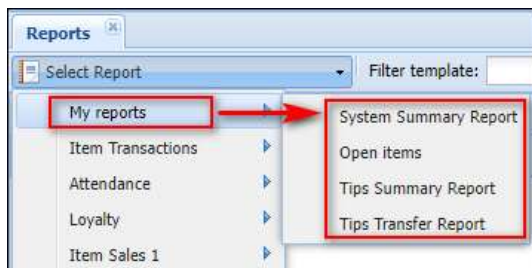 Reports
Select Report
Filter template:
My reports
Item Transactions
Attendance
Loyalty
Item Sales 1
System Summary Report
Open items
Tips Summary Report
Tips Transfer Report